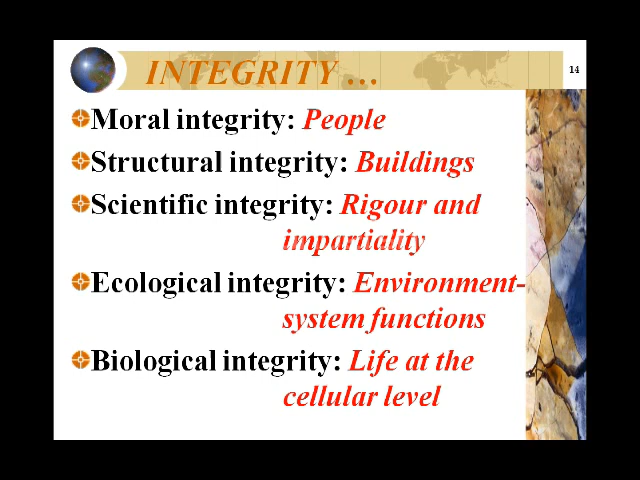 INTEGRITY ...
14
Moral integrity: People
Structural integrity: Buildings
Scientific integrity: Rigour and
impartiality
Ecological integrity: Environment-
system functions
Biological integrity: Life at the
cellular level